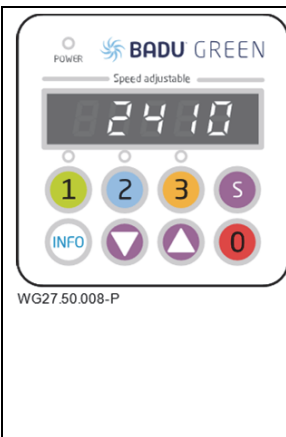 POWER
BADU GREEN
Speed adjustable
2410
1 2 3 S
INFO 0
WG27.50.008-P